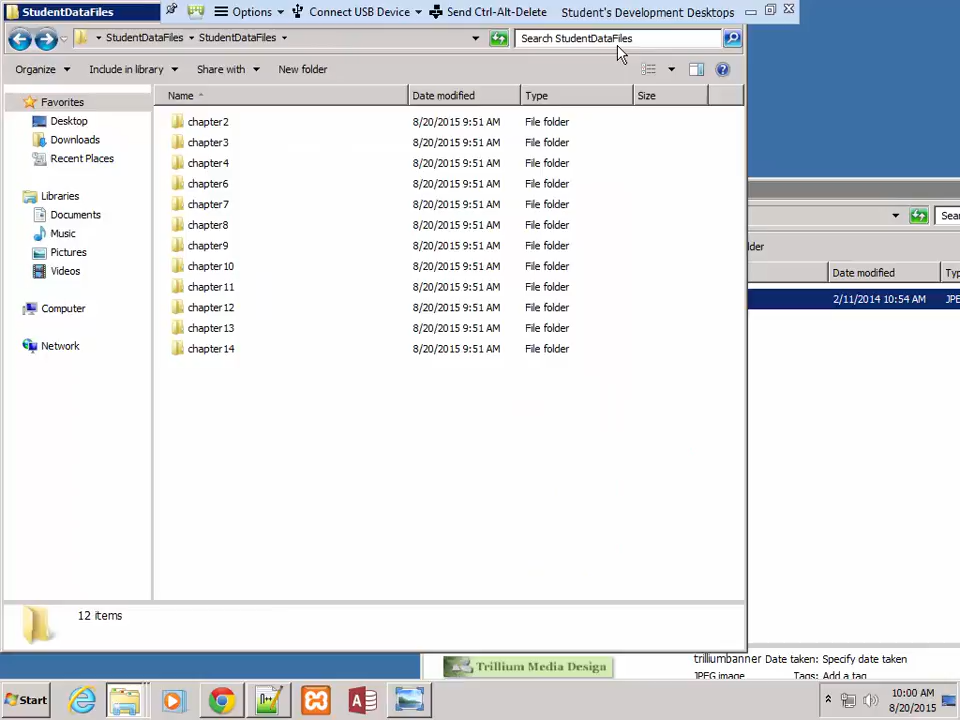 StudentDataFiles
Options Connect USB Device Send Ctrl-Alt-Delete Student's Development Desktops
StudentDataFiles StudentDataFiles Search StudentDataFiles
Organize Include in library Share with New folder
Name Date modified Type Size
Favorites
Desktop
Downloads
Recent Places
Libraries
Documents
Music
Pictures
Videos
Computer
Network
chapter2 8/20/2015 9:51 AM File folder
chapter3 8/20/2015 9:51 AM File folder
chapter4 8/20/2015 9:51 AM File folder
chapter6 8/20/2015 9:51 AM File folder
chapter7 8/20/2015 9:51 AM File folder
chapter8 8/20/2015 9:51 AM File folder
chapter9 8/20/2015 9:51 AM File folder
chapter10 8/20/2015 9:51 AM File folder
chapter11 8/20/2015 9:51 AM File folder
chapter12 8/20/2015 9:51 AM File folder
chapter13 8/20/2015 9:51 AM File folder
chapter14 8/20/2015 9:51 AM File folder
12 items
Sea
der
Date modified Typ
2/11/2014 10:54 AM JPE
Trillium Media Design
trilliumbanner Date taken: Specify date taken
JPEG image Tags: Add a tag
Start
10:00 AM
8/20/2015